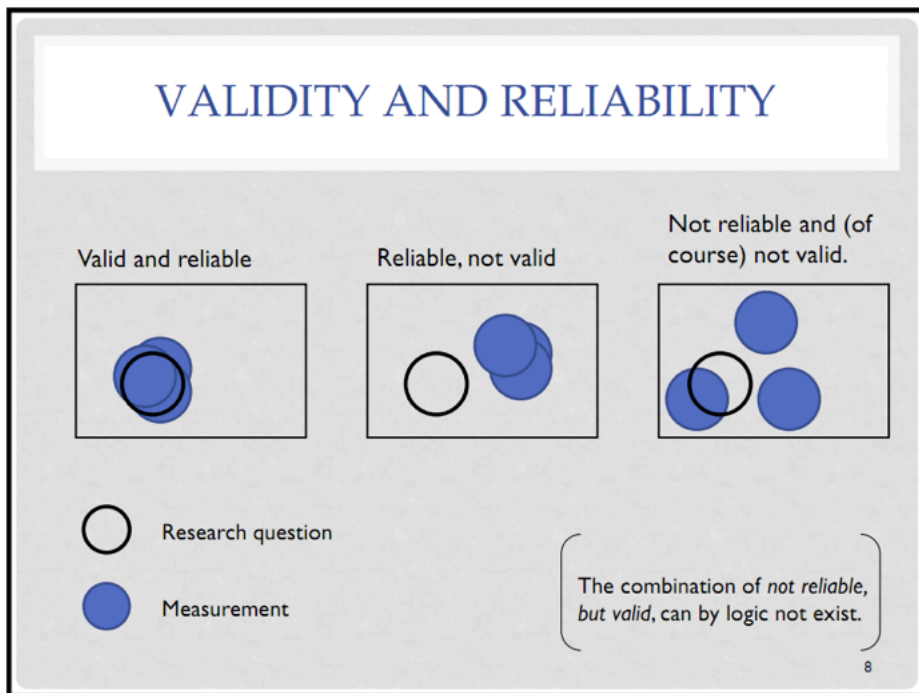 VALIDITY AND RELIABILITY
Valid and reliable
Reliable, not valid
Not reliable and (of
course) not valid.
Research question
Measurement
The combination of not reliable,
but valid, can by logic not exist.
8